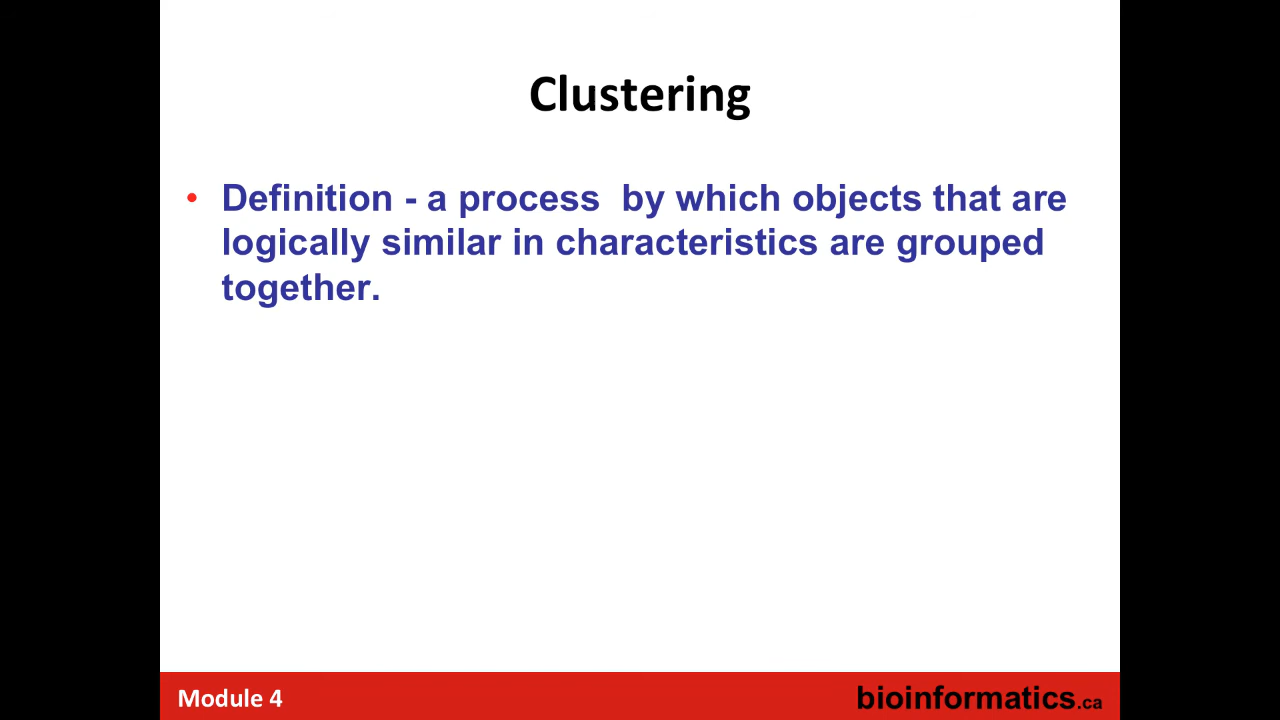 Clustering
• Definition - a process  by which objects that are
logically similar in characteristics are grouped
together.
Module 4
bioinformatics.ca